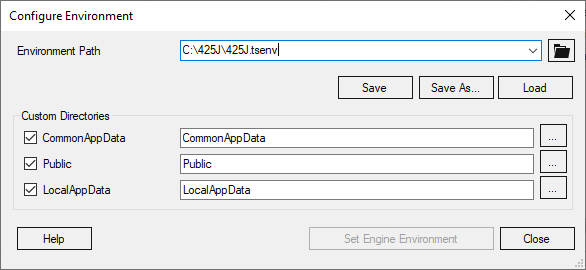 Configure Environment
Environment Path C:\425J\425J.tsenv
Save Save As... Load
Custom Directories
CommonAppData CommonAppData ...
Public Public ...
LocalAppData LocalAppData ...
Help Set Engine Environment Close